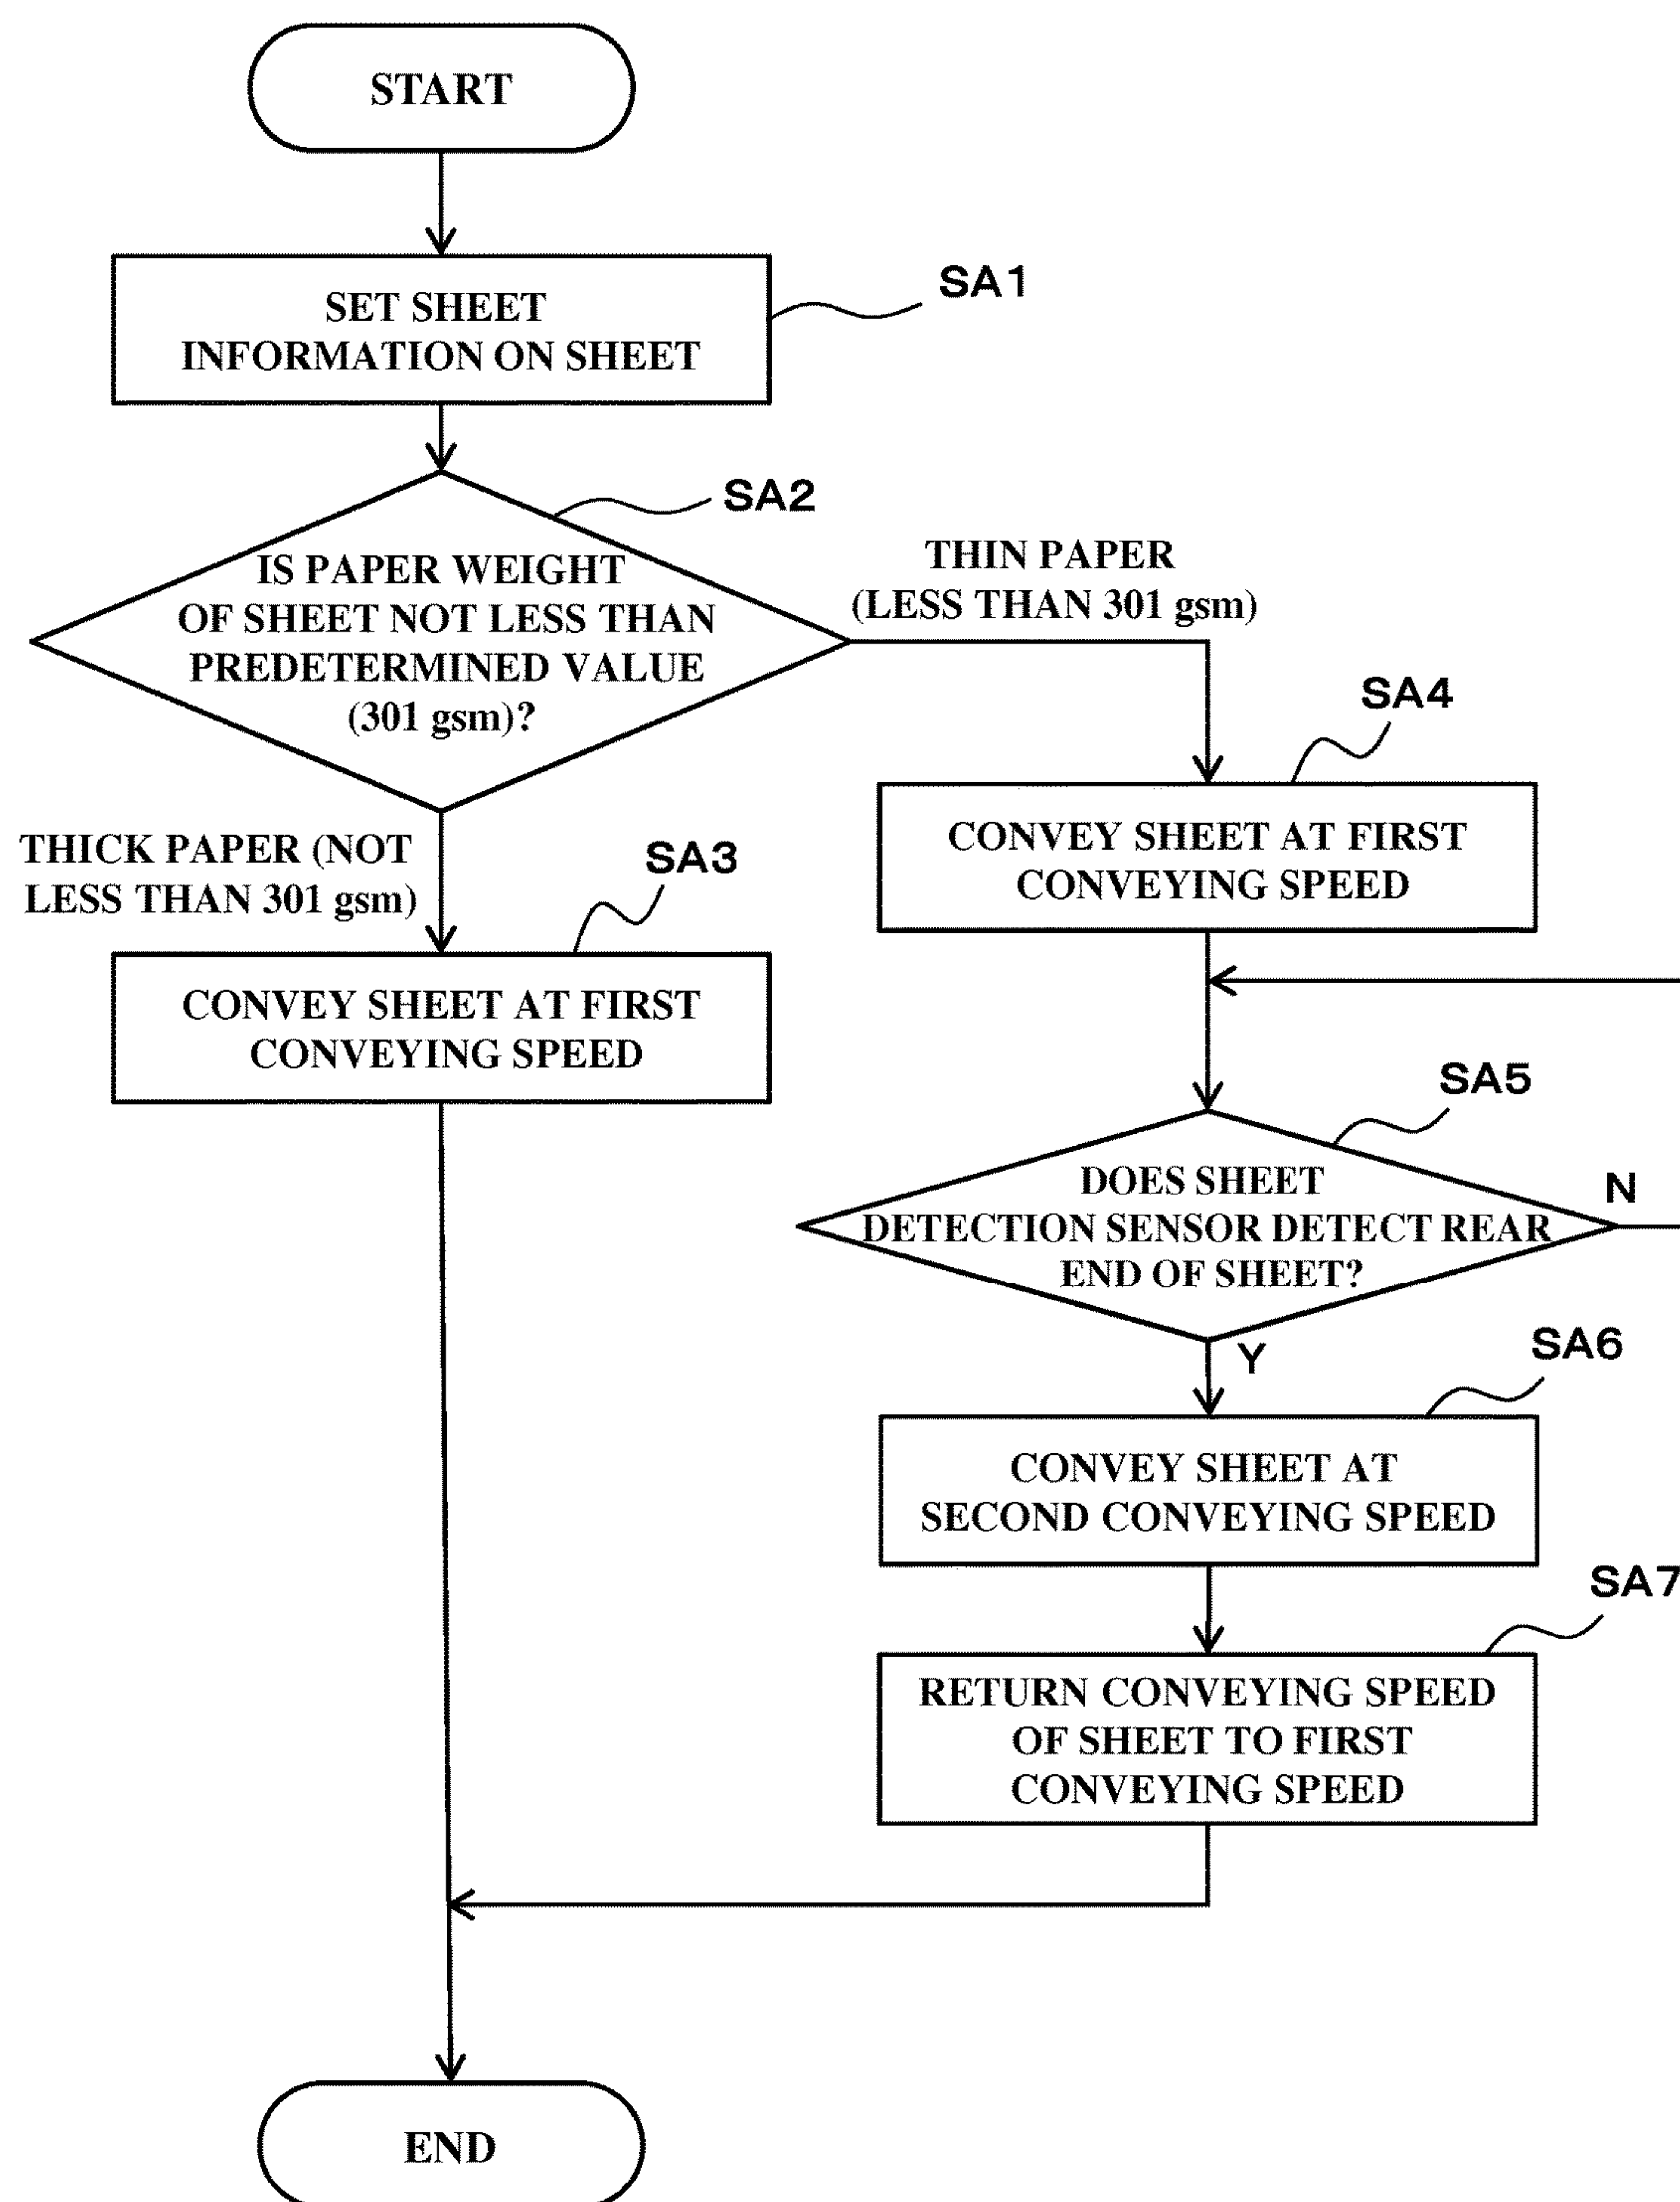 START
SET SHEET
INFORMATION ON SHEET
SA1
SA2
IS PAPER WEIGHT
OF SHEET NOT LESS THAN
PREDETERMINED VALUE
(301 gsm)?
THIN PAPER
(LESS THAN 301 gsm)
THICK PAPER (NOT
LESS THAN 301 gsm)
SA3
CONVEY SHEET AT FIRST
CONVEYING SPEED
SA4
CONVEY SHEET AT FIRST
CONVEYING SPEED
SA5
DOES SHEET
DETECTION SENSOR DETECT REAR
END OF SHEET?
N
Y
SA6
CONVEY SHEET AT
SECOND CONVEYING SPEED
SA7
RETURN CONVEYING SPEED
OF SHEET TO FIRST
CONVEYING SPEED
END